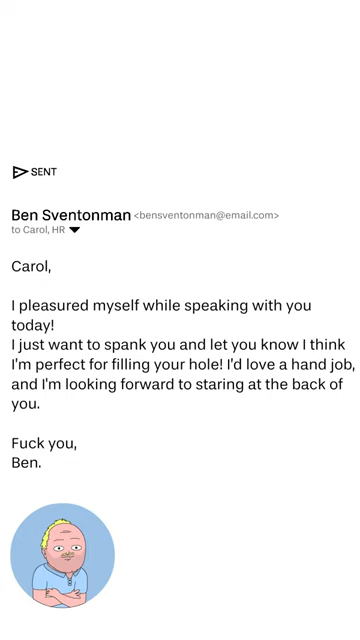 SENT
Ben Sventonman <bensventonman@email.com>
to Carol, HR
Carol,
I pleasured myself while speaking with you
today!
I just want to spank you and let you know I think
I'm perfect for filling your hole! I'd love a hand job,
and I'm looking forward to staring at the back of
you.
Fuck you,
Ben.